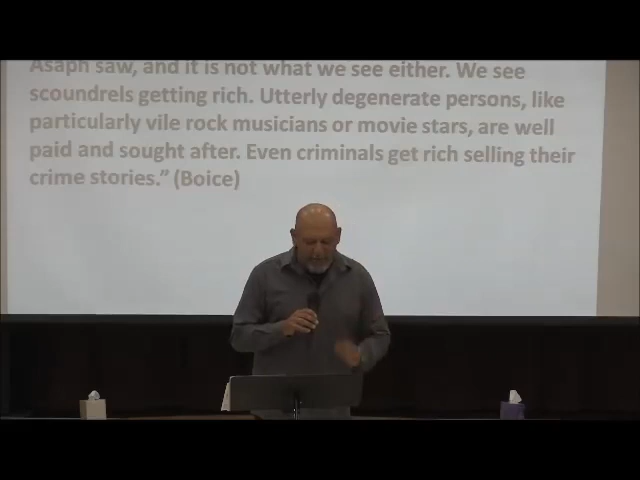 Asaph saw, and it is not what we see either. We see
scoundrels getting rich. Utterly degenerate persons, like
particularly vile rock musicians or movie stars, are well
paid and sought after. Even criminals get rich selling their
crime stories.” (Boice)